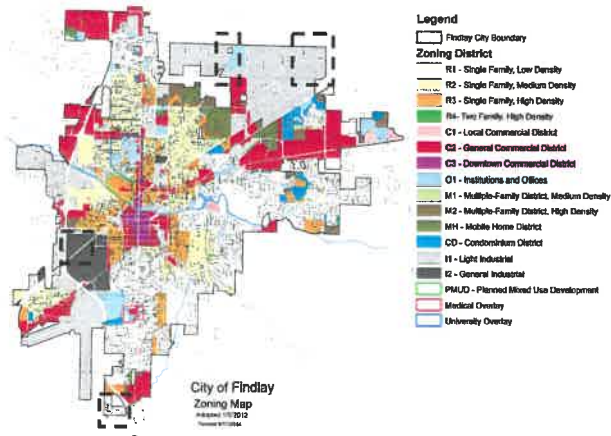 Legend
Findlay City Boundary
Zoning District
R1 - Single Family, Low Density
R2 - Single Family, Medium Density
R3 - Single Family, High Density
R4- Two Family, High Density
C1 - Local Commercial District
C2 - General Commercial District
C3 - Downtown Commercial District
O1 - Institutions and Offices
M1 - Multiple-Family District, Medium Density
M2 - Multiple-Family District, High Density
MH - Mobile Home District
CD - Condominium District
I1 - Light Industrial
I2 - General Industrial
PMUD - Planned Mixed Use Development
Medical Overlay
University Overlay
City of Findlay
Zoning Map
Adopted 2012